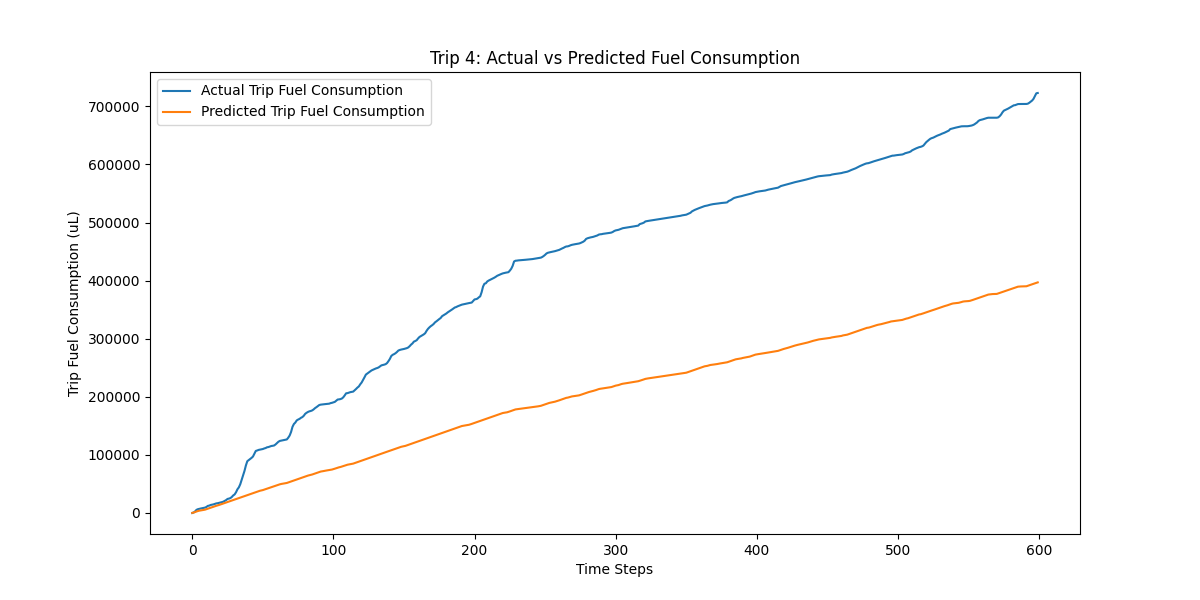 Trip 4: Actual vs Predicted Fuel Consumption
Actual Trip Fuel Consumption
Predicted Trip Fuel Consumption
Trip Fuel Consumption (uL)
700000
600000
500000
400000
300000
200000
100000
0
0 100 200 300 400 500 600
Time Steps